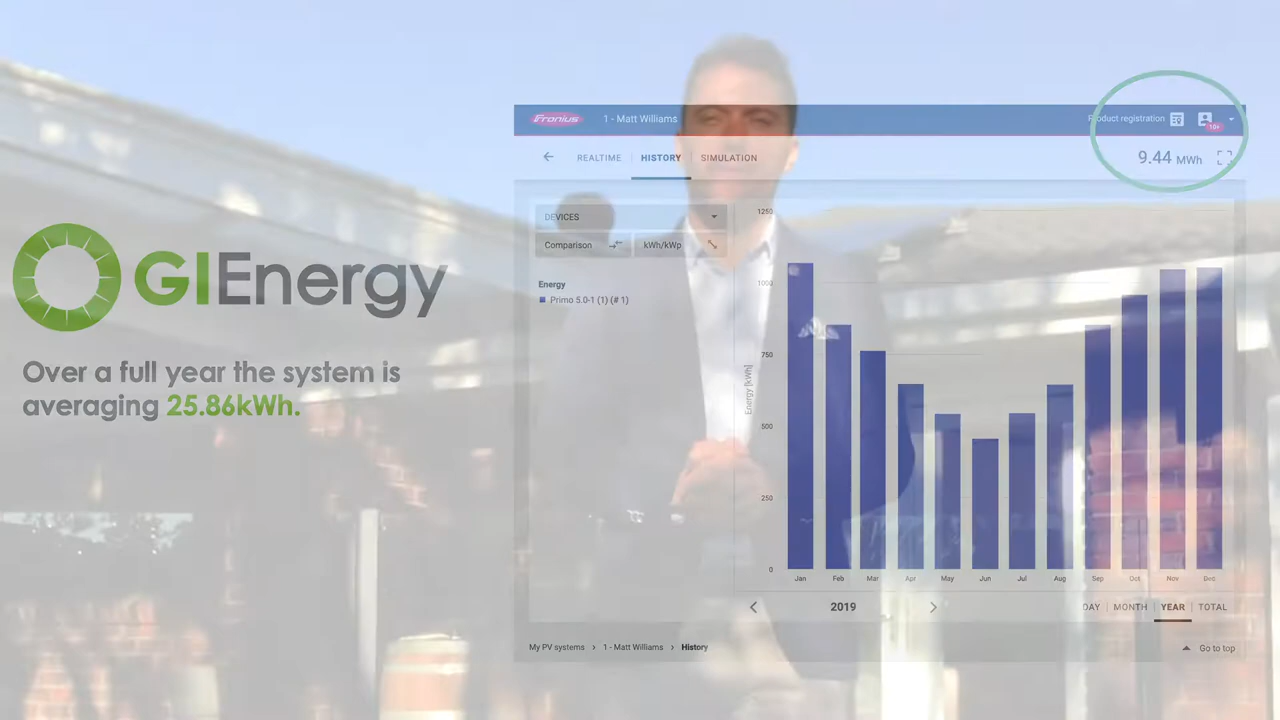 Fronius
1 - Matt Williams
Product registration
10+
REALTIME
HISTORY
SIMULATION
9.44 MWh
DEVICES
Comparison
kWh/kWp
Energy
Primo 5.0-1 (1) (# 1)
GIEnergy
Over a full year the system is
averaging 25.86kWh.
Energy [kWh]
1250
1000
750
500
250
0
Jan Feb Mar Apr May Jun Jul Aug Sep Oct Nov Dec
2019
DAY MONTH YEAR TOTAL
My PV systems > 1 - Matt Williams > History
Go to top